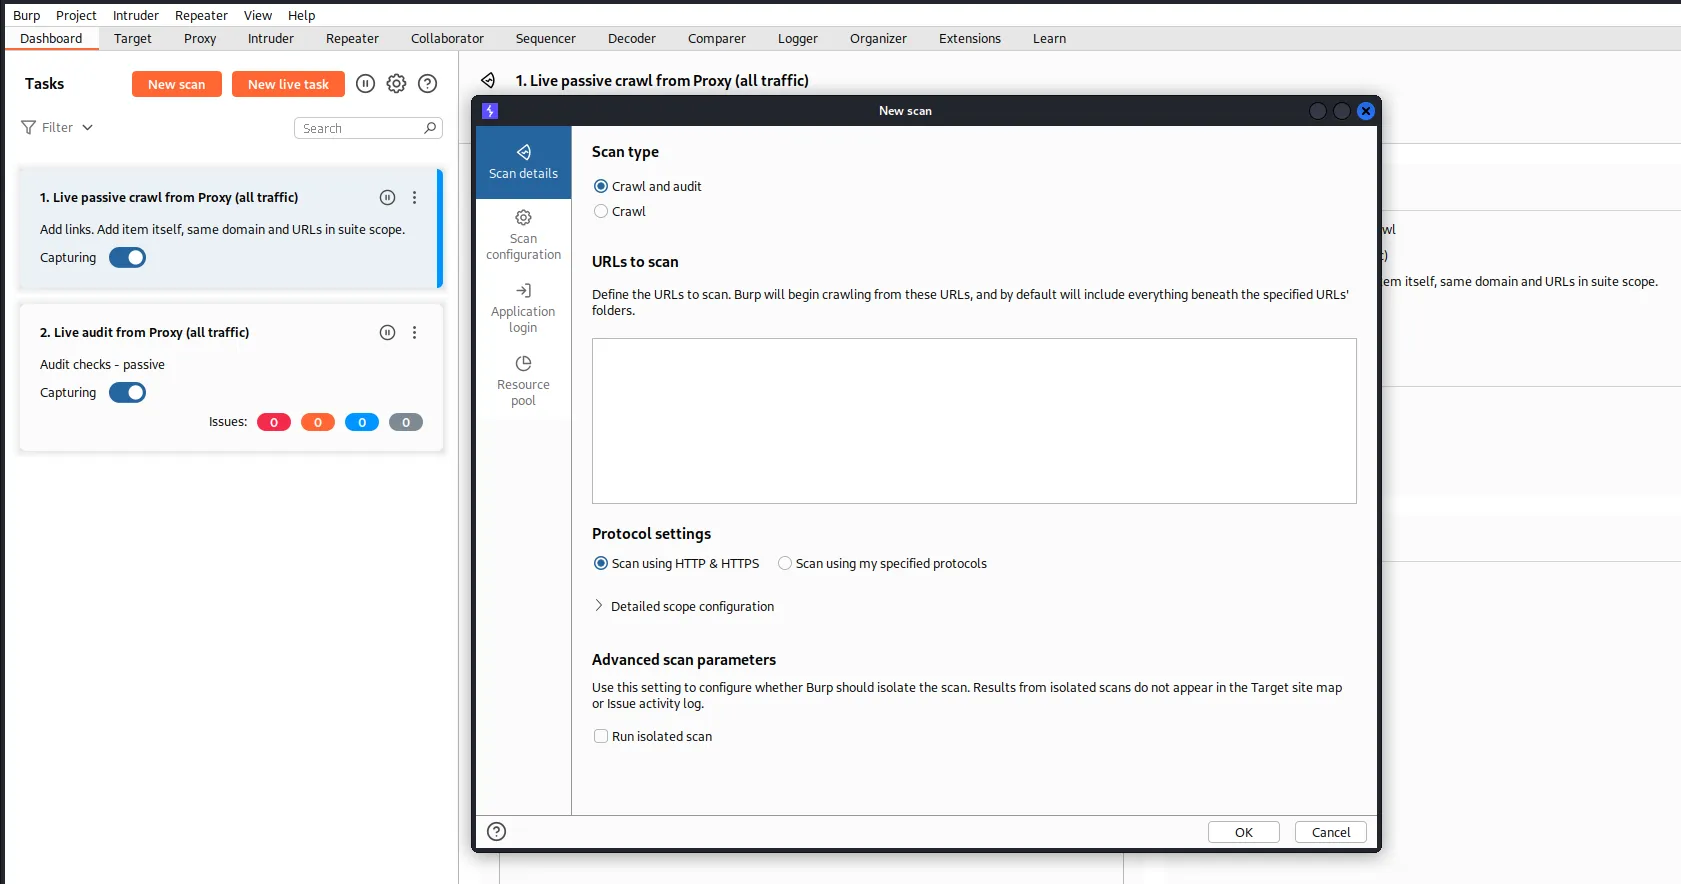 Burp Project Intruder Repeater View Help
Dashboard Target Proxy Intruder Repeater Collaborator Sequencer Decoder Comparer Logger Organizer Extensions Learn
Tasks New scan New live task
Filter Search
1. Live passive crawl from Proxy (all traffic)
Add links. Add item itself, same domain and URLs in suite scope.
Capturing
2. Live audit from Proxy (all traffic)
Audit checks - passive
Capturing
Issues: 0 0 0 0
1. Live passive crawl from Proxy (all traffic)
New scan
Scan details
Scan
configuration
Application
login
Resource
pool
Scan type
Crawl and audit
Crawl
URLs to scan
Define the URLs to scan. Burp will begin crawling from these URLs, and by default will include everything beneath the specified URLs'
folders.
Protocol settings
Scan using HTTP & HTTPS Scan using my specified protocols
Detailed scope configuration
Advanced scan parameters
Use this setting to configure whether Burp should isolate the scan. Results from isolated scans do not appear in the Target site map
or Issue activity log.
Run isolated scan
OK Cancel
wl
:)
em itself, same domain and URLs in suite scope.